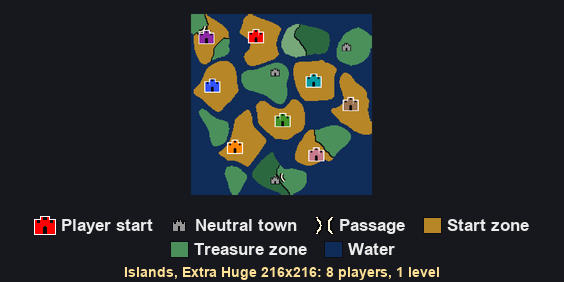 Player start Neutral town Passage Start zone
Treasure zone Water
Islands, Extra Huge 216x216: 8 players, 1 level